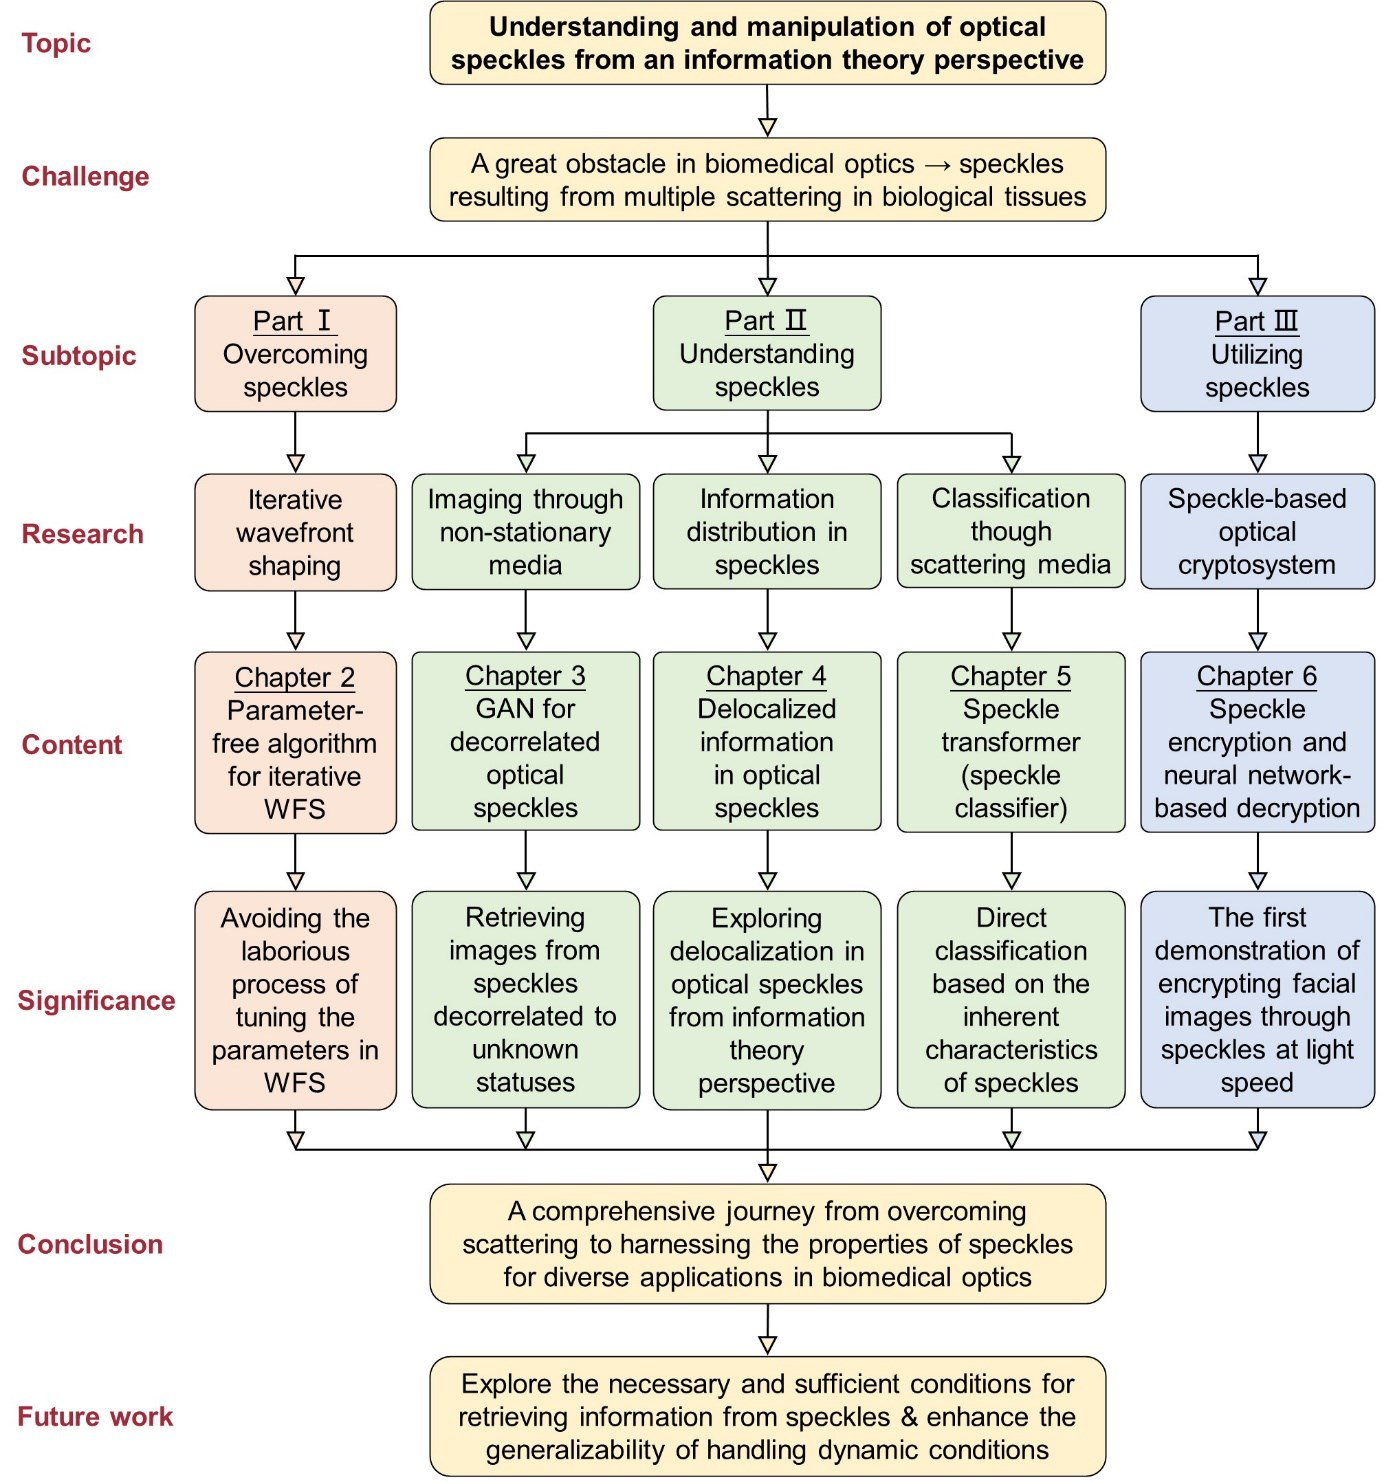 Topic
Understanding and manipulation of optical
speckles from an information theory perspective
Challenge
A great obstacle in biomedical optics → speckles
resulting from multiple scattering in biological tissues
Subtopic
Part Ⅰ
Overcoming
speckles
Part Ⅱ
Understanding
speckles
Part Ⅲ
Utilizing
speckles
Research
Iterative
wavefront
shaping
Imaging through
non-stationary
media
Information
distribution in
speckles
Classification
though
scattering media
Speckle-based
optical
cryptosystem
Content
Chapter 2
Parameter-
free algorithm
for iterative
WFS
Chapter 3
GAN for
decorrelated
optical
speckles
Chapter 4
Delocalized
information
in optical
speckles
Chapter 5
Speckle
transformer
(speckle
classifier)
Chapter 6
Speckle
encryption and
neural network-
based decryption
Significance
Avoiding the
laborious
process of
tuning the
parameters in
WFS
Retrieving
images from
speckles
decorrelated to
unknown
statuses
Exploring
delocalization in
optical speckles
from information
theory
perspective
Direct
classification
based on the
inherent
characteristics
of speckles
The first
demonstration of
encrypting facial
images through
speckles at light
speed
Conclusion
A comprehensive journey from overcoming
scattering to harnessing the properties of speckles
for diverse applications in biomedical optics
Future work
Explore the necessary and sufficient conditions for
retrieving information from speckles & enhance the
generalizability of handling dynamic conditions